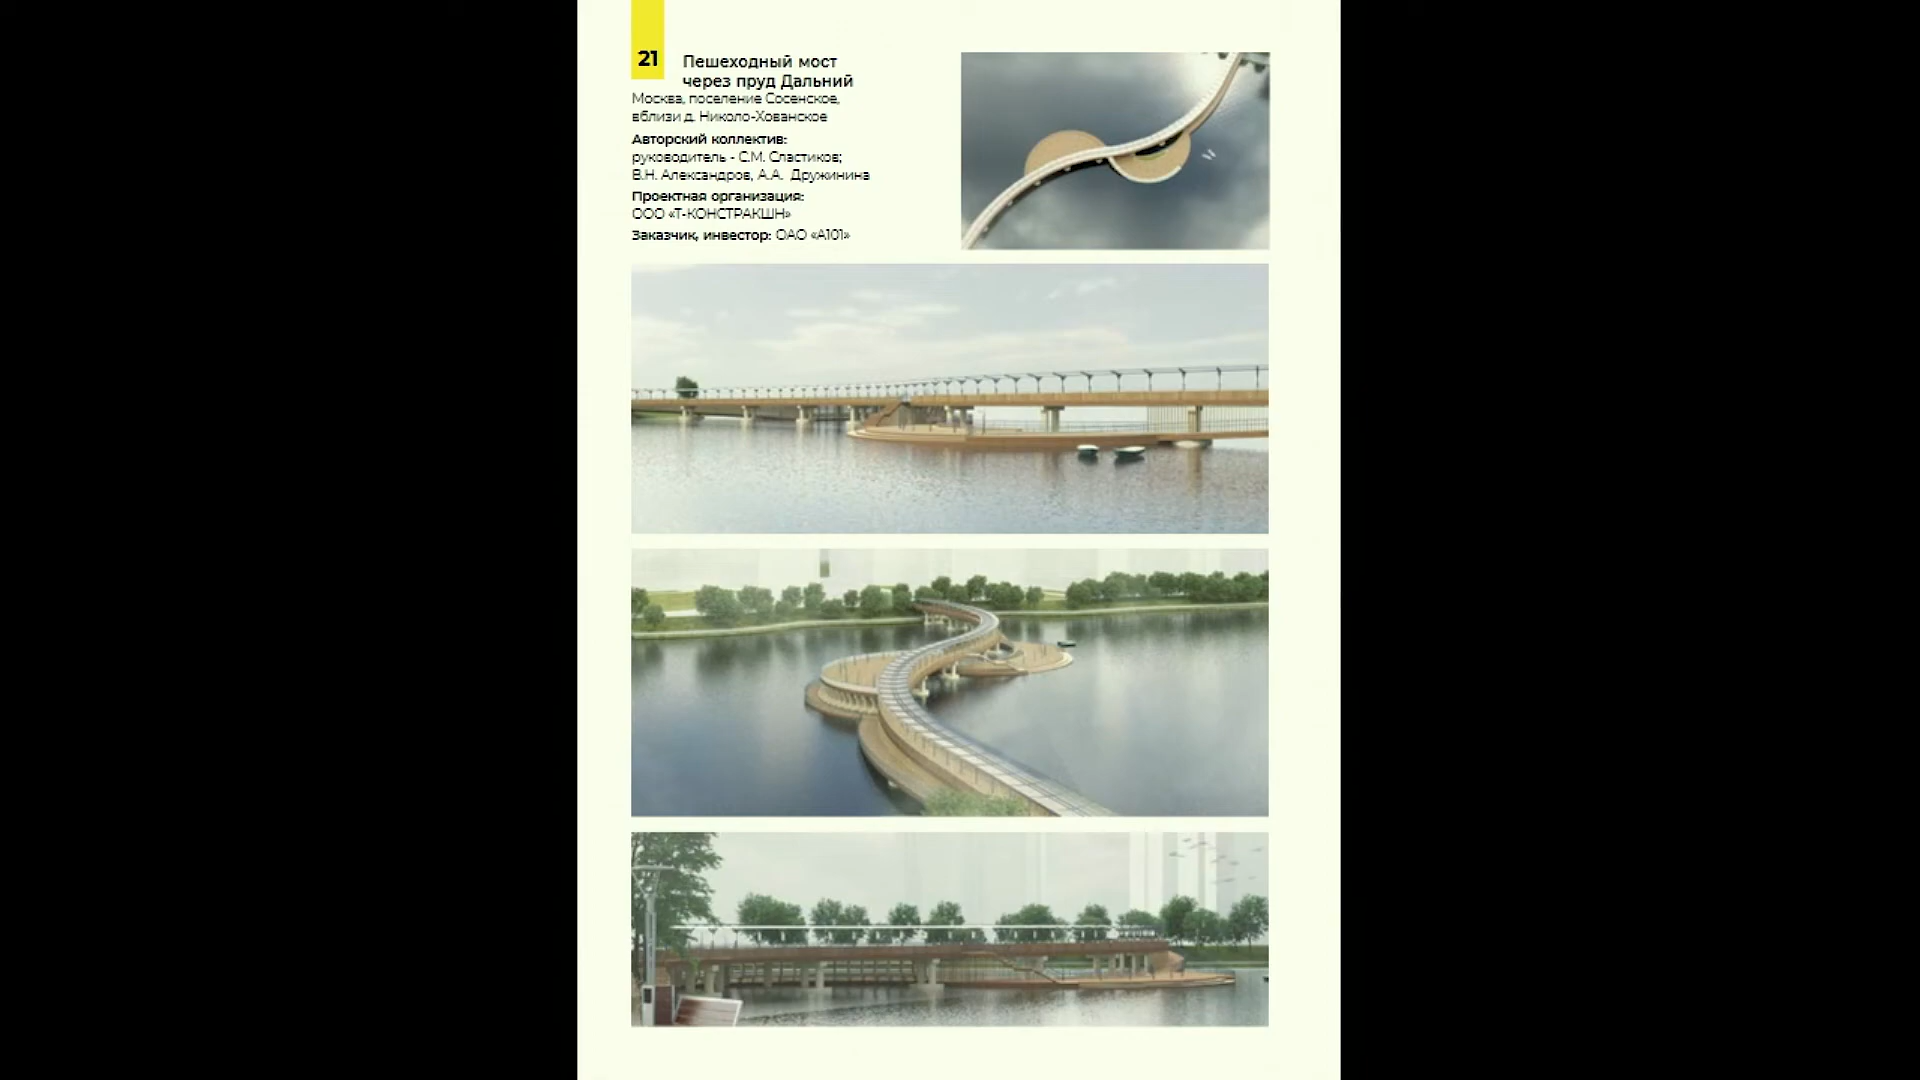 21
Пешеходный мост
через пруд Дальний
Москва, поселение Сосенское,
вблизи д. Николо-Хованское
Авторский коллектив:
руководитель - С.М. Сластиков;
В.Н. Александров, А.А. Дружинина
Проектная организация:
ООО «Т-КОНСТРАКШН»
Заказчик, инвестор: ОАО «А101»